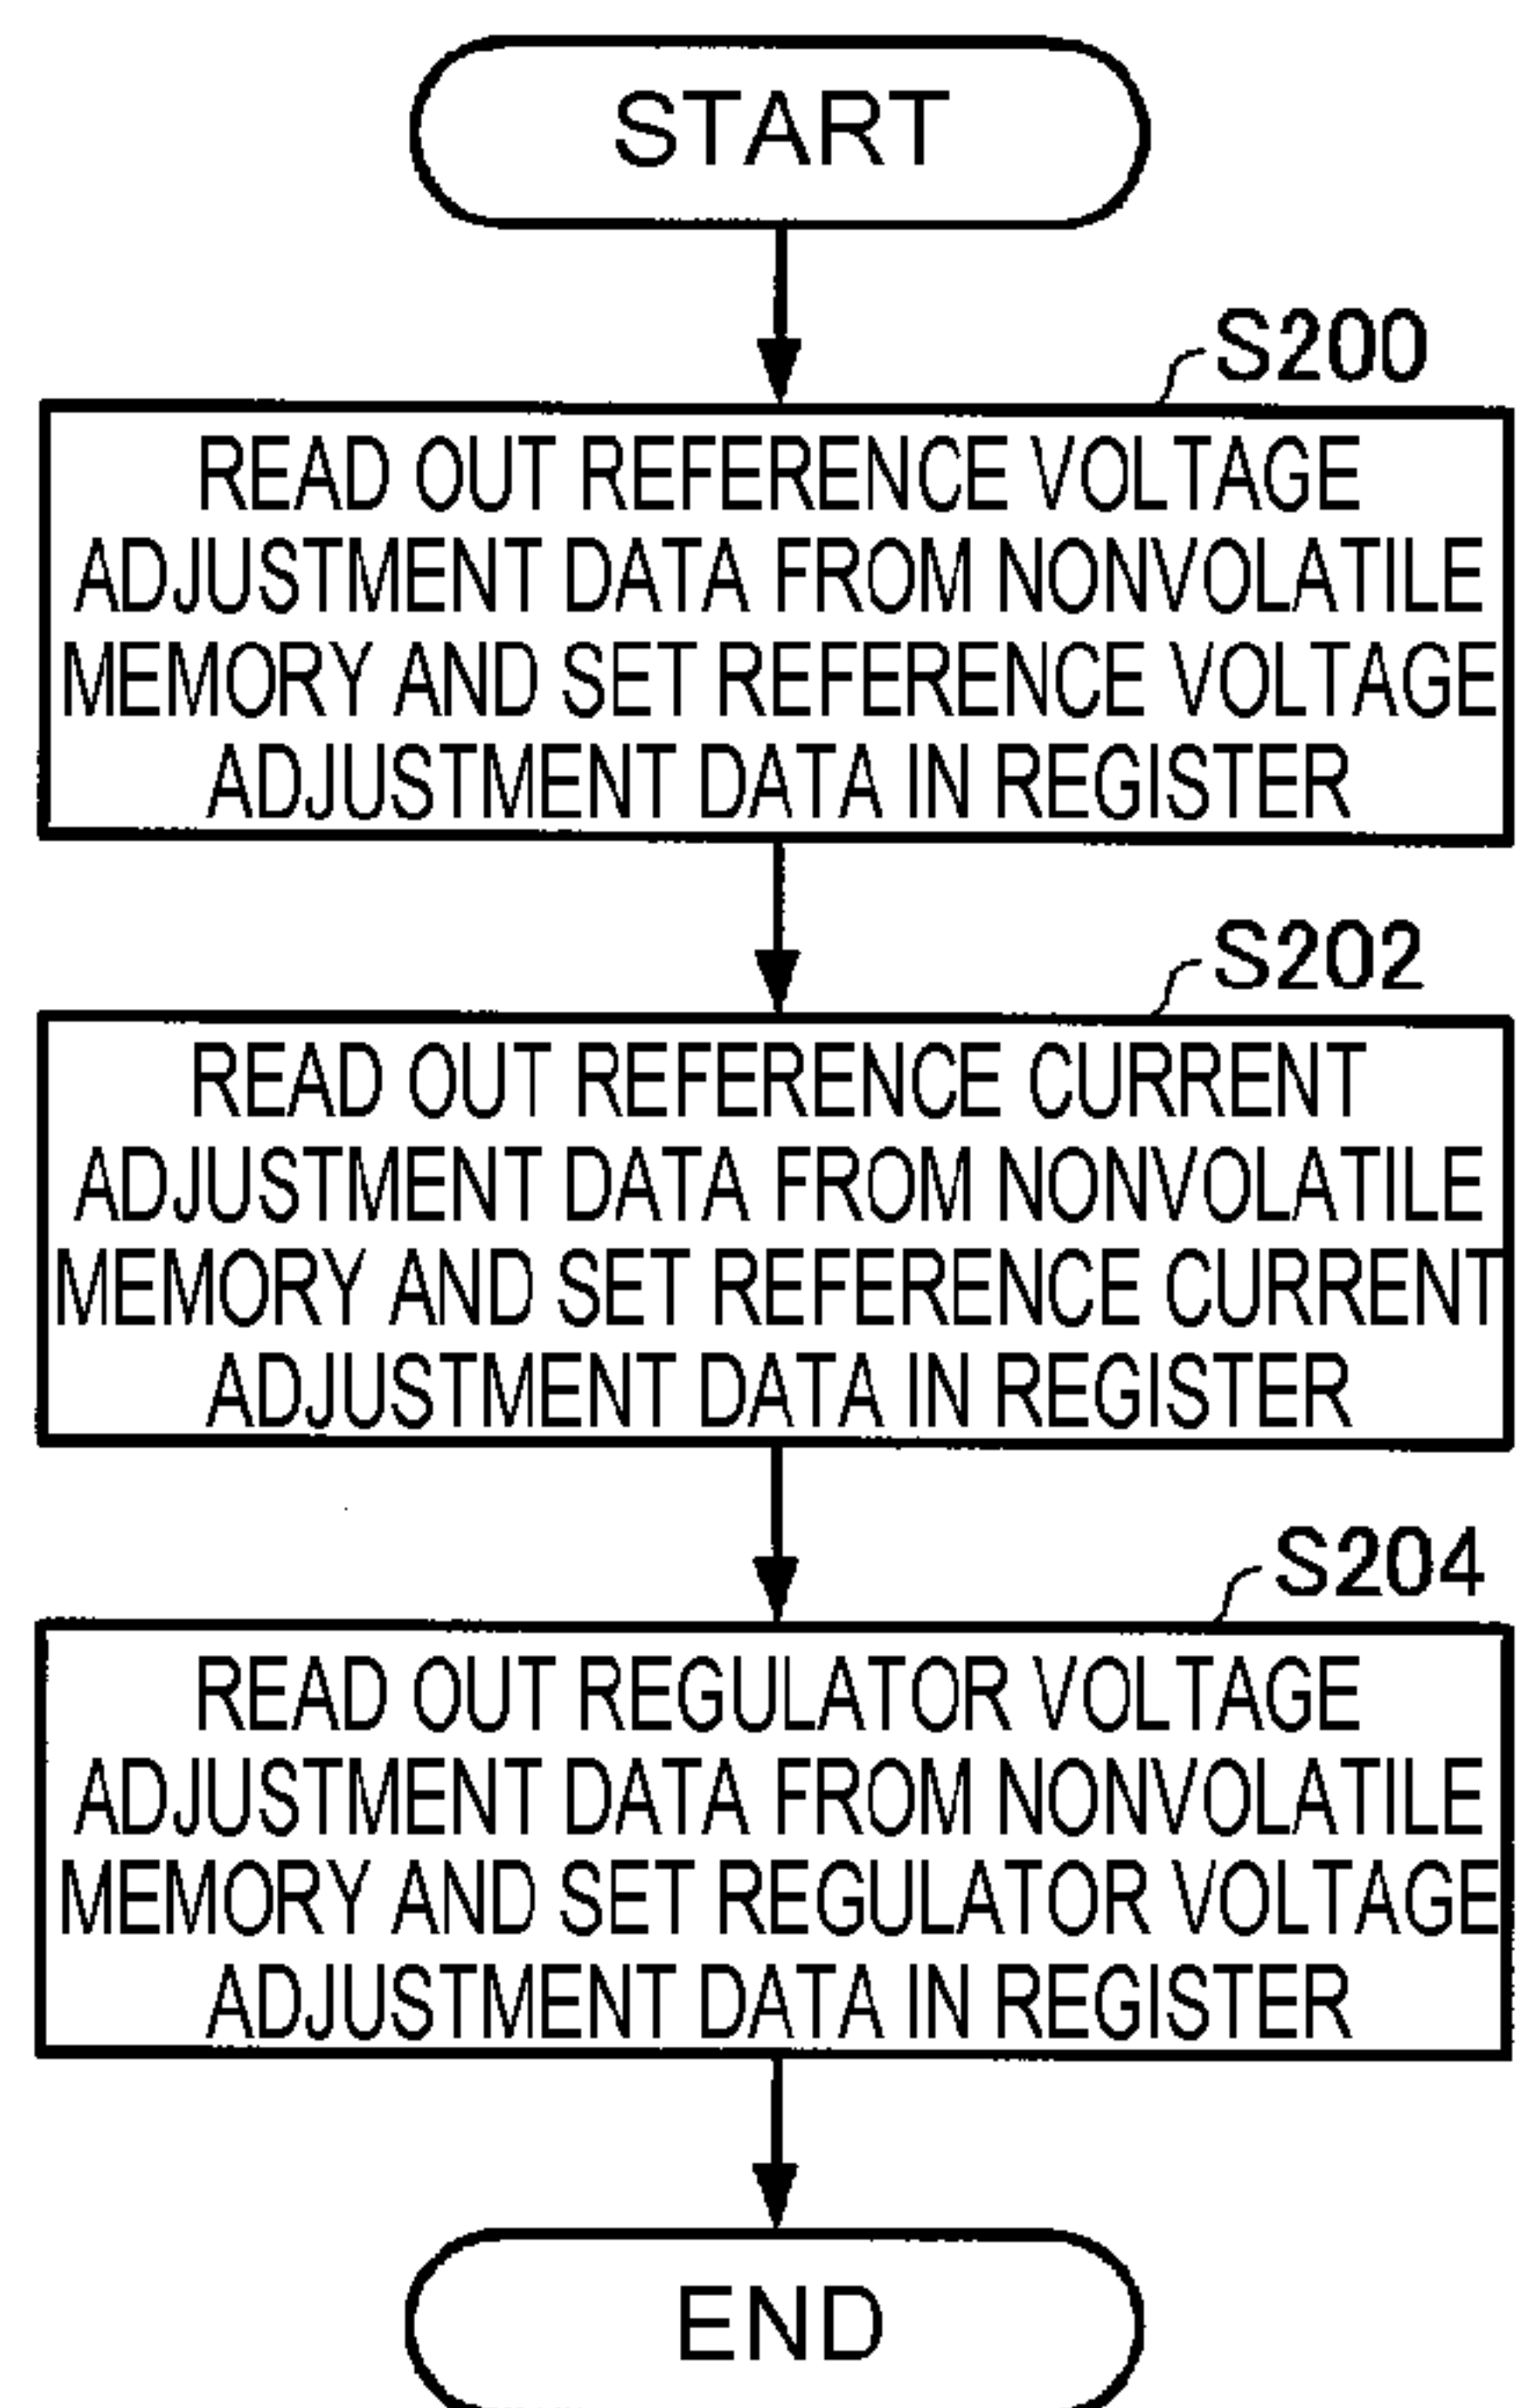 START
S200
READ OUT REFERENCE VOLTAGE
ADJUSTMENT DATA FROM NONVOLATILE
MEMORY AND SET REFERENCE VOLTAGE
ADJUSTMENT DATA IN REGISTER
S202
READ OUT REFERENCE CURRENT
ADJUSTMENT DATA FROM NONVOLATILE
MEMORY AND SET REFERENCE CURRENT
ADJUSTMENT DATA IN REGISTER
S204
READ OUT REGULATOR VOLTAGE
ADJUSTMENT DATA FROM NONVOLATILE
MEMORY AND SET REGULATOR VOLTAGE
ADJUSTMENT DATA IN REGISTER
END